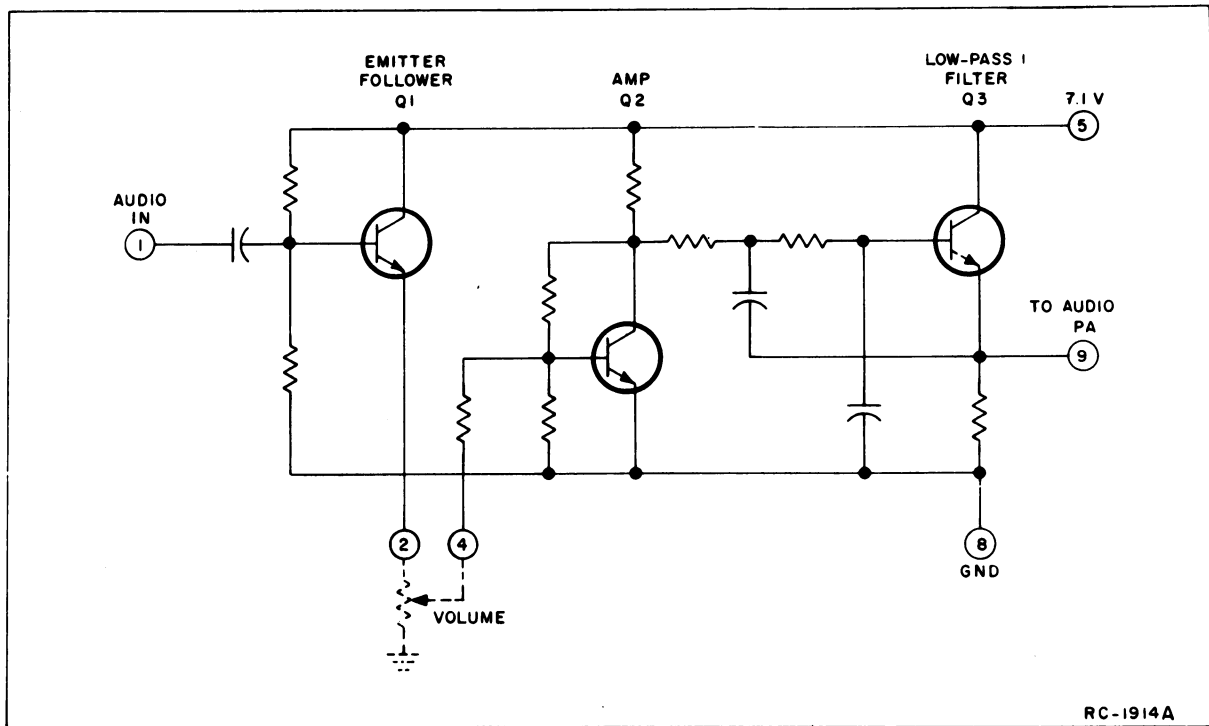 EMITTER
FOLLOWER
Q1
AMP
Q2
LOW-PASS 1
FILTER
Q3
7.1 V
5
AUDIO
IN
1
TO AUDIO
PA
9
2
4
8
GND
VOLUME
RC-1914A